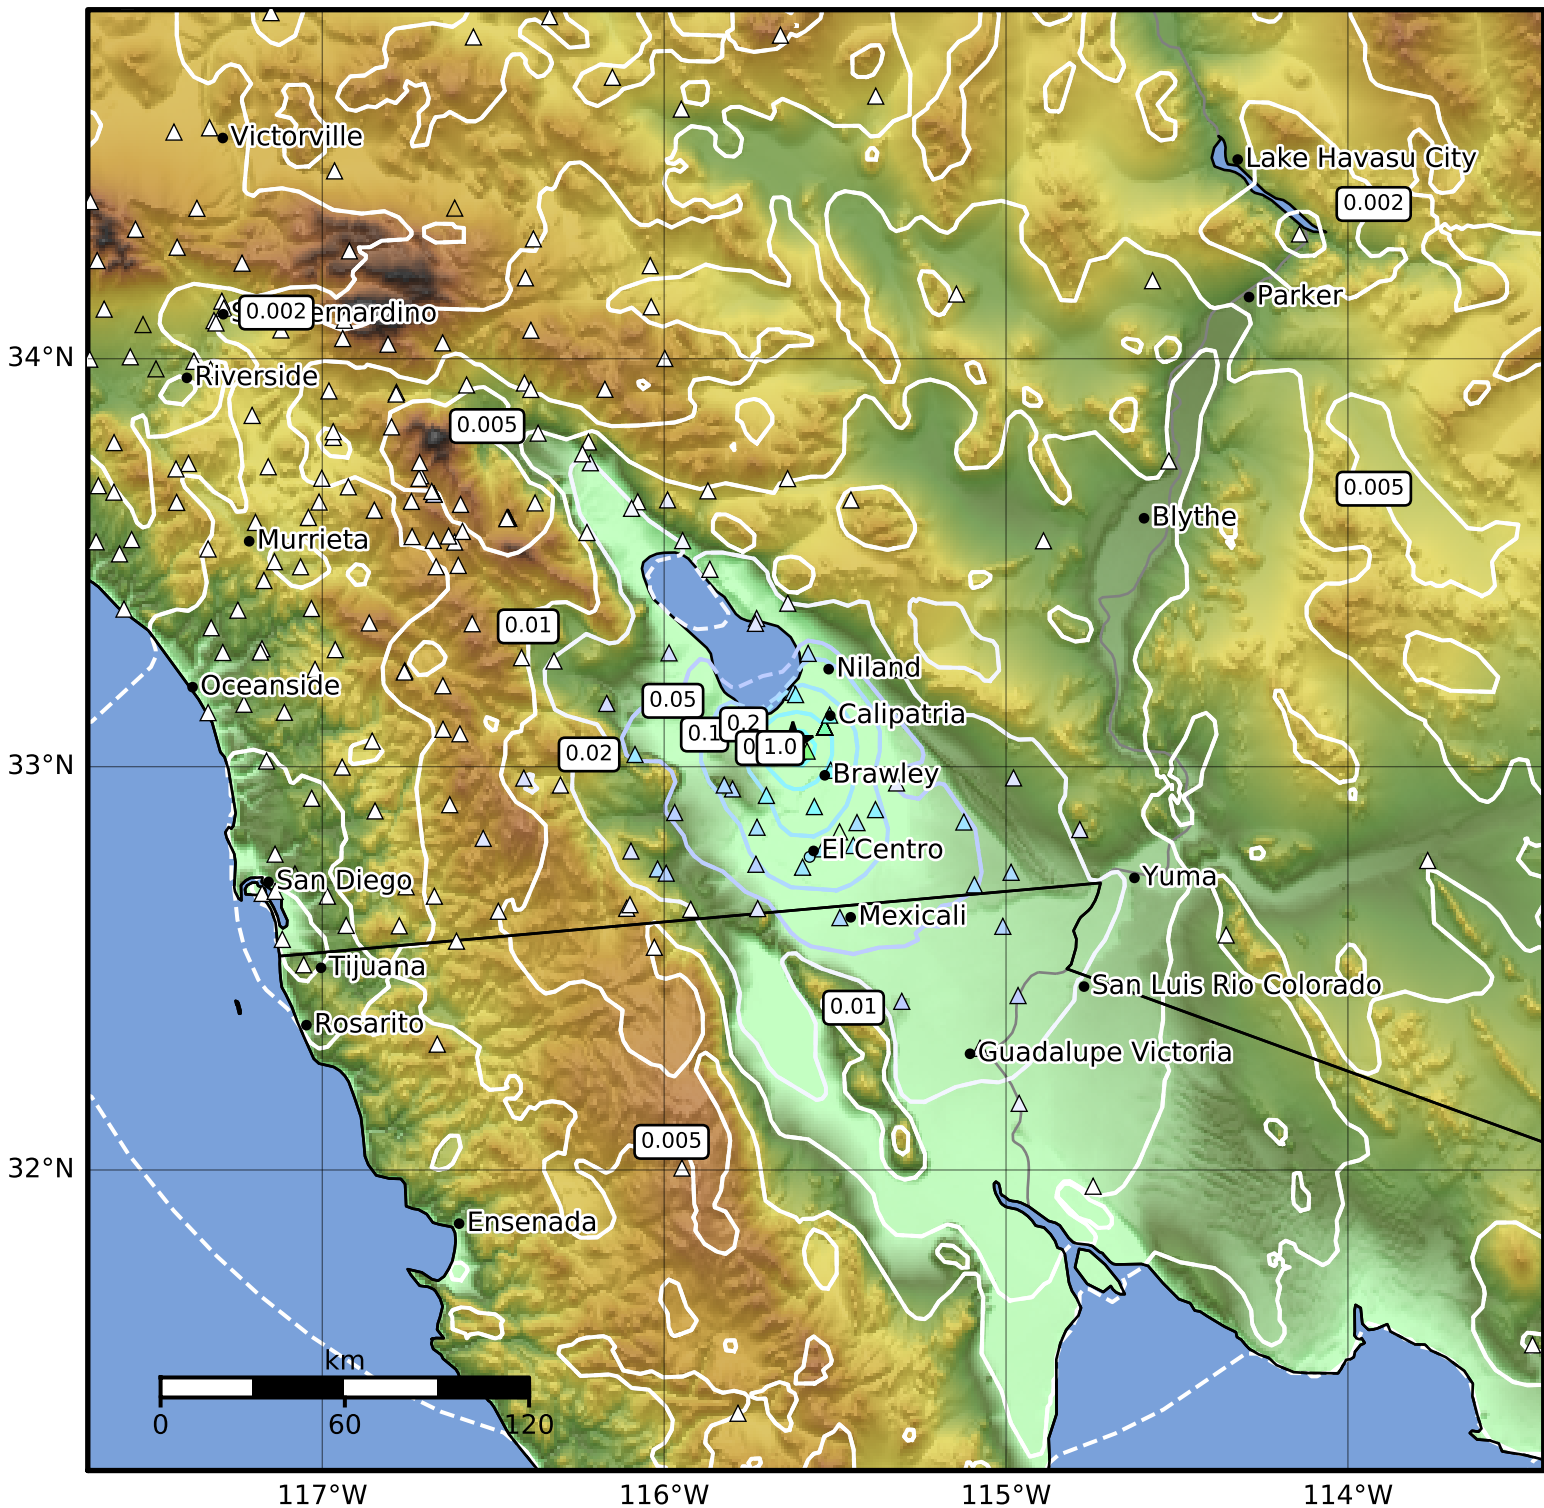 Victorville
Lake Havasu City
0.002
Parker
0.002
ernardino
34°N
Riverside
0.005
0.005
Blythe
Murrieta
0.01
Niland
Oceanside
0.05
Calipatria
0.2
0.1
0.02
1.0
33°N
Brawley
El Centro
San Diego
Yuma
Mexicali
Tijuana
San Luis Rio Colorado
0.01
Rosarito
Guadalupe Victoria
0.005
32°N
Ensenada
km
0 60 120
117°W 116°W 115°W 114°W